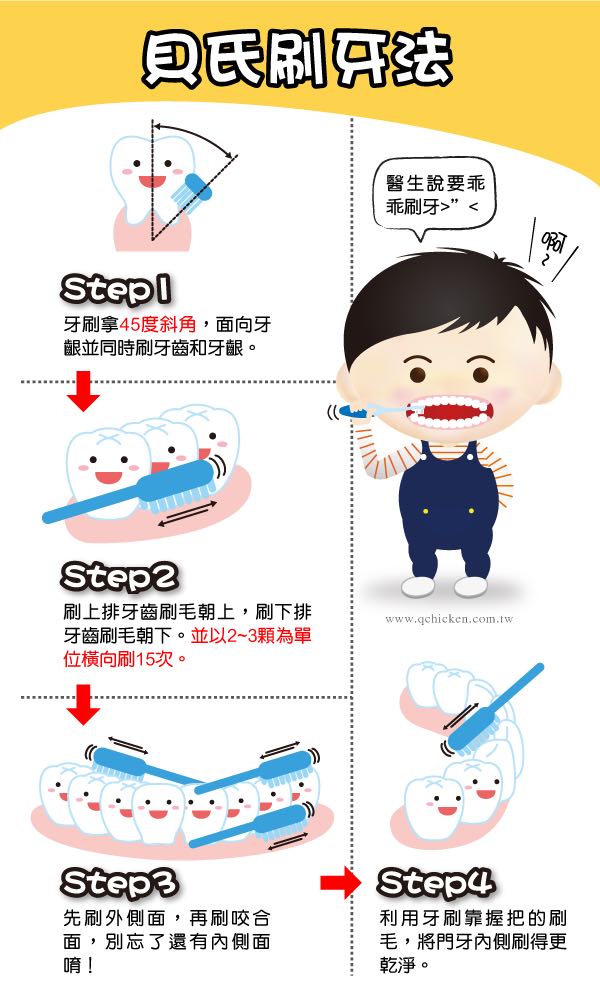 貝氏刷牙法
醫生說要乖
乖刷牙>”<
啊~
Step1
牙刷拿45度斜角，面向牙
齦並同時刷牙齒和牙齦。
Step2
刷上排牙齒刷毛朝上，刷下排
牙齒刷毛朝下。並以2~3顆為單
位橫向刷15次。
www.qchicken.com.tw
Step3
先刷外側面，再刷咬合
面，別忘了還有內側面
唷！
Step4
利用牙刷靠握把的刷
毛，將門牙內側刷得更
乾淨。